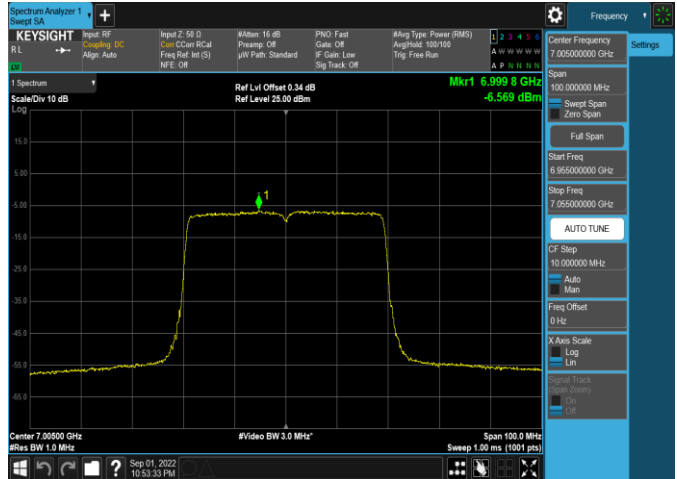 Spectrum Analyzer 1
Swept SA
Frequency
KEYSIGHT
RL
Input: RF
Coupling: DC
Align: Auto
Input Z: 50 Ω
Corr CCorr RCal
Freq Ref: Int (S)
NFE: Off
#Atten: 16 dB
Preamp: Off
µW Path: Standard
PNO: Fast
Gate: Off
IF Gain: Low
Sig Track: Off
#Avg Type: Power (RMS)
Avg|Hold: 100/100
Trig: Free Run
1 2 3 4 5 6
A W W W W W
A P N N N N
1 Spectrum
Scale/Div 10 dB
Log
Ref Lvl Offset 0.34 dB
Ref Level 25.00 dBm
Mkr1 6.999 8 GHz
-6.569 dBm
15.0
5.00
-5.00
-15.0
-25.0
-35.0
-45.0
-55.0
-65.0
1
Center 7.00500 GHz
#Res BW 1.0 MHz
#Video BW 3.0 MHz*
Span 100.0 MHz
Sweep 1.00 ms (1001 pts)
Sep 01, 2022
10:53:33 PM
Center Frequency
7.005000000 GHz
Settings
Span
100.000000 MHz
Swept Span
Zero Span
Full Span
Start Freq
6.955000000 GHz
Stop Freq
7.055000000 GHz
AUTO TUNE
CF Step
10.000000 MHz
Auto
Man
Freq Offset
0 Hz
X Axis Scale
Log
Lin
Signal Track
(Span Zoom)
On
Off